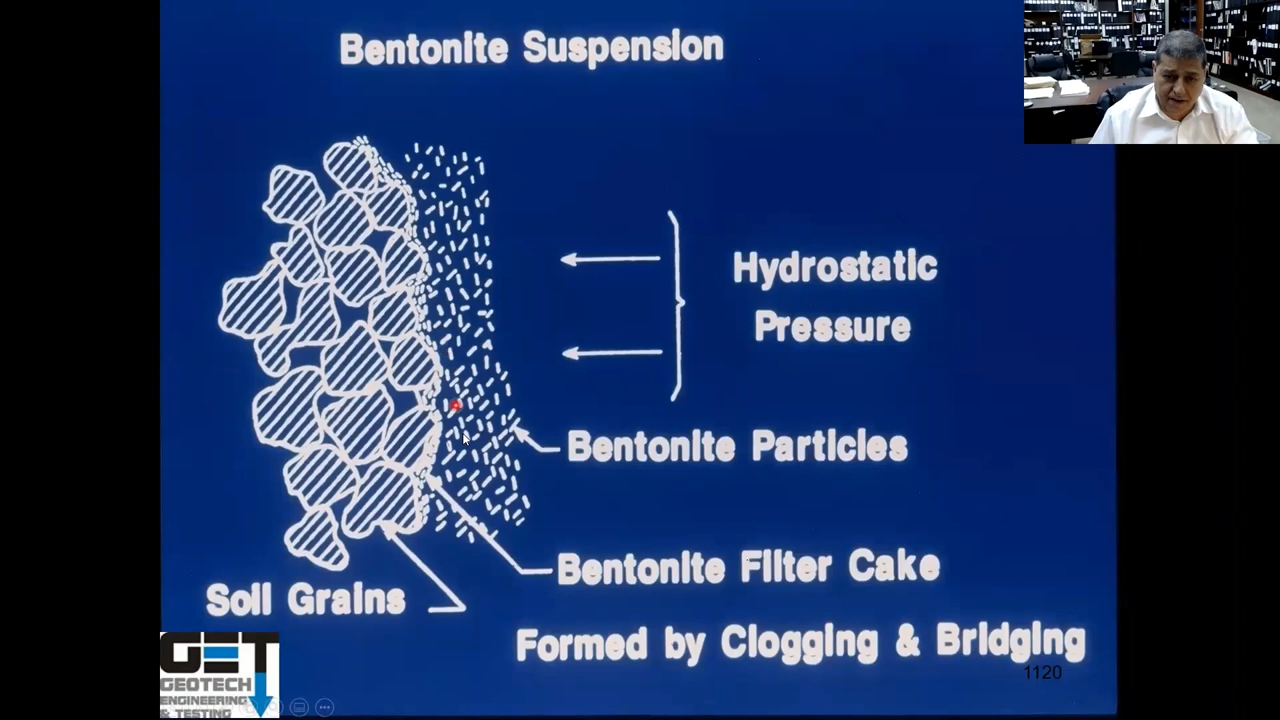 Bentonite Suspension
Hydrostatic
Pressure
Bentonite Particles
Bentonite Filter Cake
Soil Grains
Formed by Clogging & Bridging
1120
GET
GEOTECH
ENGINEERING
& TESTING